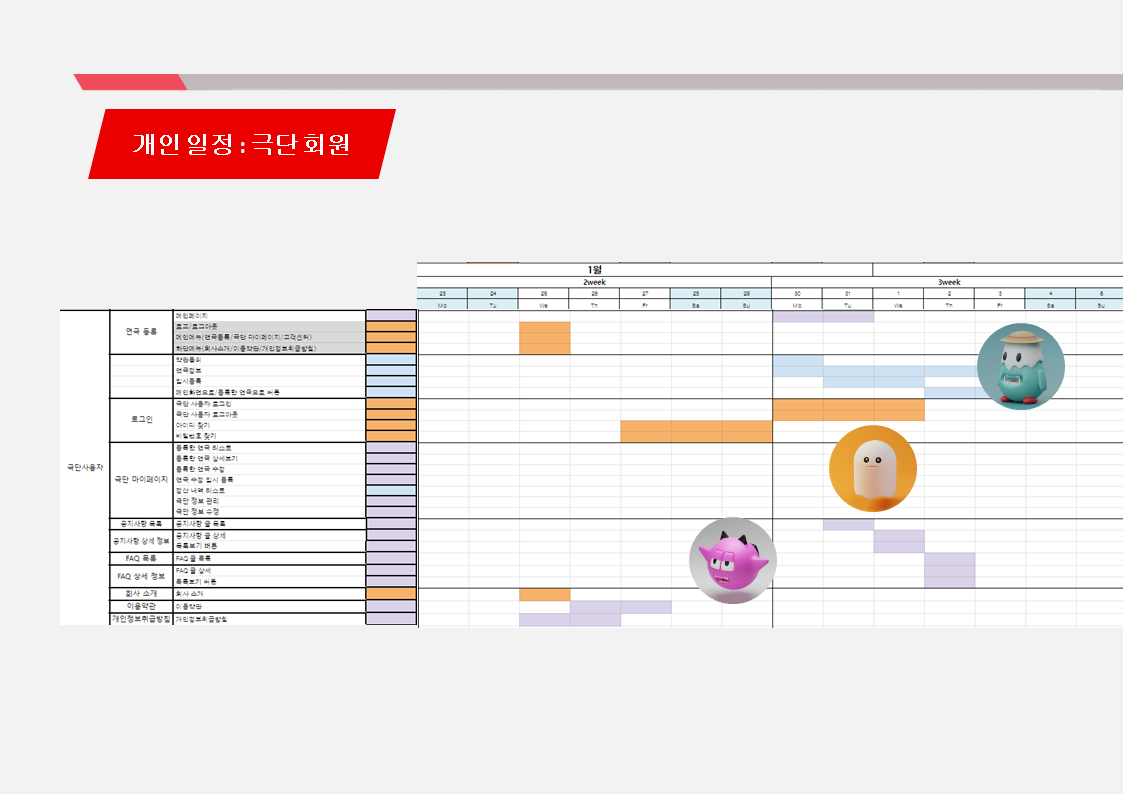 개인 일정 : 극단 회원
1월
2week 3week
23 24 25 26 27 28 29 30 31 1 2 3 4 5
Mo Tu We Th Fr Sa Su Mo Tu We Th Fr Sa Su
극단사용자
연극 등록
메인페이지
로고/로그아웃
메인메뉴(연극등록/극단 마이페이지/고객센터)
하단메뉴(회사소개/이용약관/개인정보취급방침)
약관동의
연극정보
임시등록
메인화면으로/등록한 연극으로 버튼
로그인
극단 사용자 로그인
극단 사용자 로그아웃
아이디 찾기
비밀번호 찾기
극단 마이페이지
등록한 연극 리스트
등록한 연극 상세보기
등록한 연극 수정
연극 수정 임시 등록
정산 내역 리스트
극단 정보 관리
극단 정보 수정
공지사항 목록 공지사항 글 목록
공지사항 상세 정보
공지사항 글 상세
목록보기 버튼
FAQ 목록 FAQ 글 목록
FAQ 상세 정보
FAQ 글 상세
목록보기 버튼
회사 소개 회사 소개
이용약관 이용약관
개인정보취급방침 개인정보취급방침